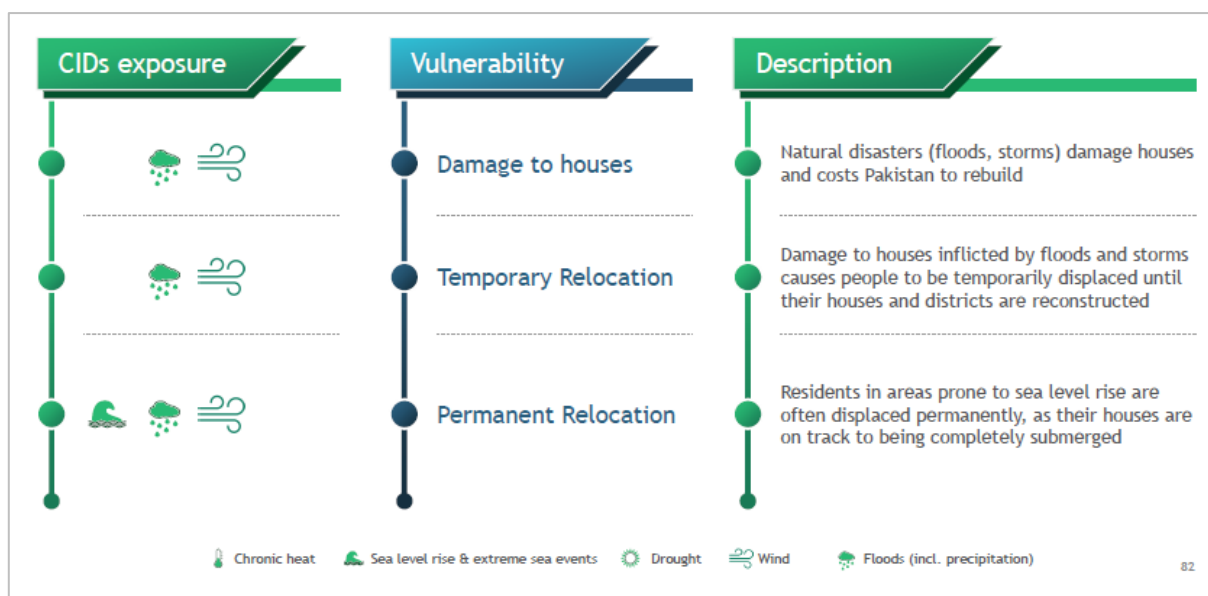 CIDs exposure
Vulnerability
Description
Damage to houses
Natural disasters (floods, storms) damage houses
and costs Pakistan to rebuild
Temporary Relocation
Damage to houses inflicted by floods and storms
causes people to be temporarily displaced until
their houses and districts are reconstructed
Permanent Relocation
Residents in areas prone to sea level rise are
often displaced permanently, as their houses are
on track to being completely submerged
Chronic heat
Sea level rise & extreme sea events
Drought
Wind
Floods (incl. precipitation)
82